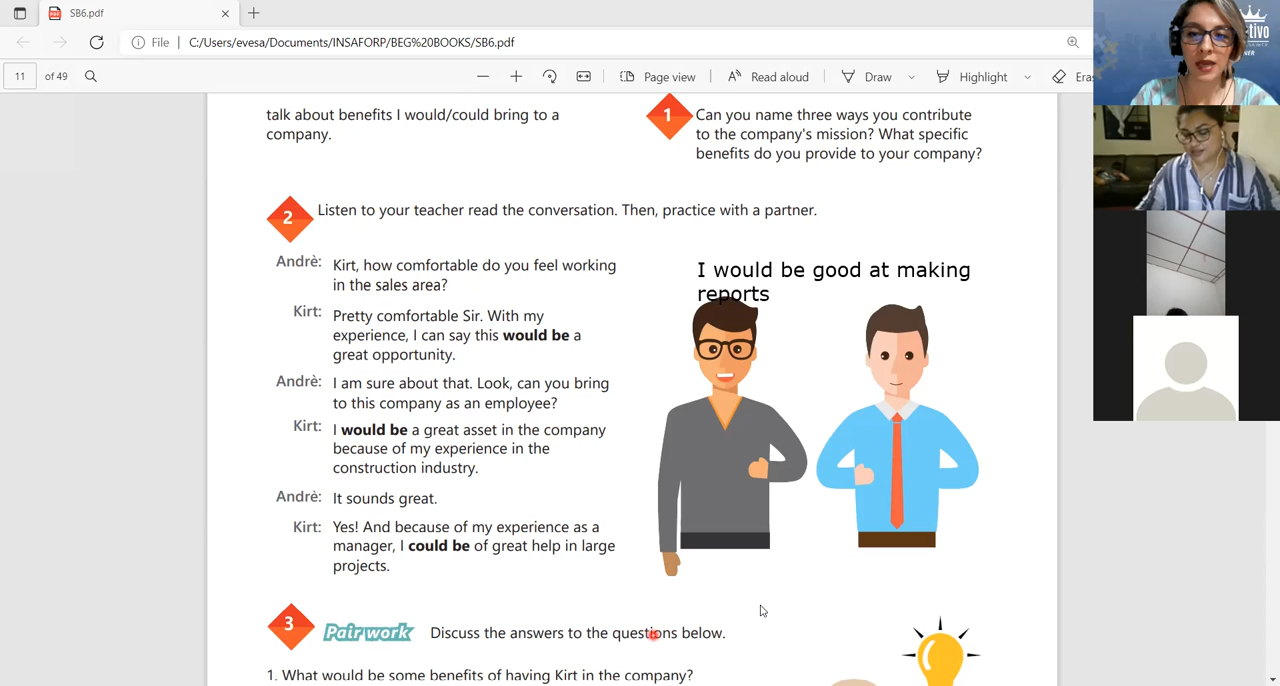 SB6.pdf
File C:/Users/evesa/Documents/INSAFORP/BEG%20BOOKS/SB6.pdf
11 of 49
Page view
Read aloud
Draw
Highlight
talk about benefits I would/could bring to a
company.
1
Can you name three ways you contribute
to the company's mission? What specific
benefits do you provide to your company?
2
Listen to your teacher read the conversation. Then, practice with a partner.
Andrè: Kirt, how comfortable do you feel working
in the sales area?
Kirt: Pretty comfortable Sir. With my
experience, I can say this would be a
great opportunity.
Andrè: I am sure about that. Look, can you bring
to this company as an employee?
Kirt: I would be a great asset in the company
because of my experience in the
construction industry.
Andrè: It sounds great.
Kirt: Yes! And because of my experience as a
manager, I could be of great help in large
projects.
I would be good at making
reports
3
Pair work Discuss the answers to the questions below.
1. What would be some benefits of having Kirt in the company?